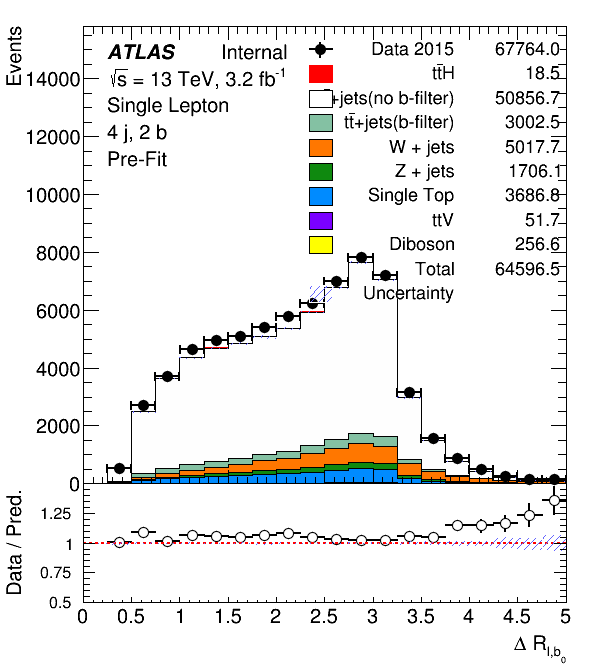 Events
ATLAS Internal
√s = 13 TeV, 3.2 fb⁻¹
Single Lepton
4 j, 2 b
Pre-Fit
Data 2015 67764.0
tt̄H 18.5
+jets(no b-filter) 50856.7
tt̄+jets(b-filter) 3002.5
W + jets 5017.7
Z + jets 1706.1
Single Top 3686.8
ttV 51.7
Diboson 256.6
Total 64596.5
Uncertainty
14000
12000
10000
8000
6000
4000
2000
0
Data / Pred.
1.25
1
0.75
0.5
0 0.5 1 1.5 2 2.5 3 3.5 4 4.5 5
Δ R_{l,b_0}